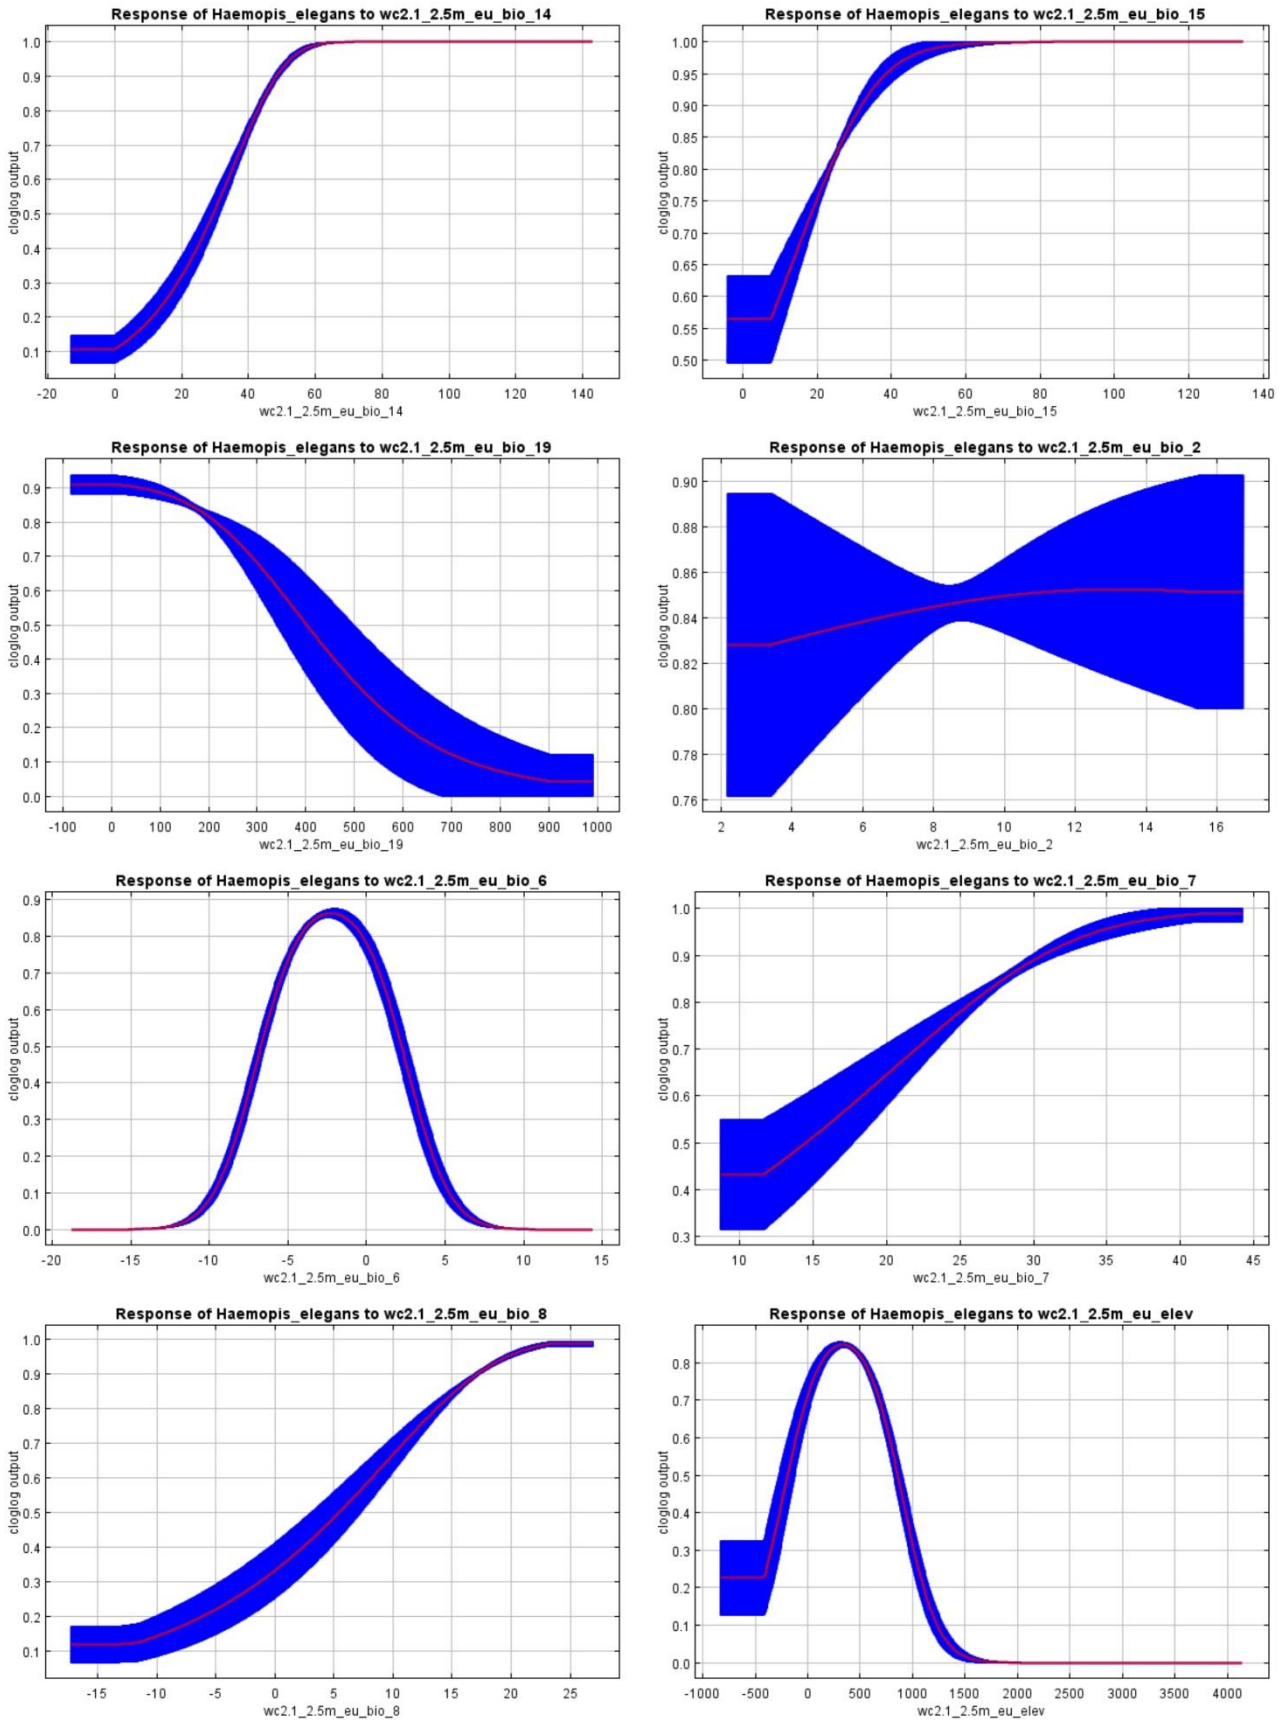 Response of Haemopis_elegans to wc2.1_2.5m_eu_bio_14
1.0
0.9
0.8
0.7
0.6
0.5
0.4
0.3
0.2
0.1
cloglog output
-20 0 20 40 60 80 100 120 140
wc2.1_2.5m_eu_bio_14
Response of Haemopis_elegans to wc2.1_2.5m_eu_bio_15
1.00
0.95
0.90
0.85
0.80
0.75
0.70
0.65
0.60
0.55
0.50
cloglog output
0 20 40 60 80 100 120 140
wc2.1_2.5m_eu_bio_15
Response of Haemopis_elegans to wc2.1_2.5m_eu_bio_19
0.9
0.8
0.7
0.6
0.5
0.4
0.3
0.2
0.1
0.0
cloglog output
-100 0 100 200 300 400 500 600 700 800 900 1000
wc2.1_2.5m_eu_bio_19
Response of Haemopis_elegans to wc2.1_2.5m_eu_bio_2
0.90
0.88
0.86
0.84
0.82
0.80
0.78
0.76
cloglog output
2 4 6 8 10 12 14 16
wc2.1_2.5m_eu_bio_2
Response of Haemopis_elegans to wc2.1_2.5m_eu_bio_6
0.9
0.8
0.7
0.6
0.5
0.4
0.3
0.2
0.1
0.0
cloglog output
-20 -15 -10 -5 0 5 10 15
wc2.1_2.5m_eu_bio_6
Response of Haemopis_elegans to wc2.1_2.5m_eu_bio_7
1.0
0.9
0.8
0.7
0.6
0.5
0.4
0.3
cloglog output
10 15 20 25 30 35 40 45
wc2.1_2.5m_eu_bio_7
Response of Haemopis_elegans to wc2.1_2.5m_eu_bio_8
1.0
0.9
0.8
0.7
0.6
0.5
0.4
0.3
0.2
0.1
cloglog output
-15 -10 -5 0 5 10 15 20 25
wc2.1_2.5m_eu_bio_8
Response of Haemopis_elegans to wc2.1_2.5m_eu_elev
0.8
0.7
0.6
0.5
0.4
0.3
0.2
0.1
0.0
cloglog output
-1000 -500 0 500 1000 1500 2000 2500 3000 3500 4000
wc2.1_2.5m_eu_elev